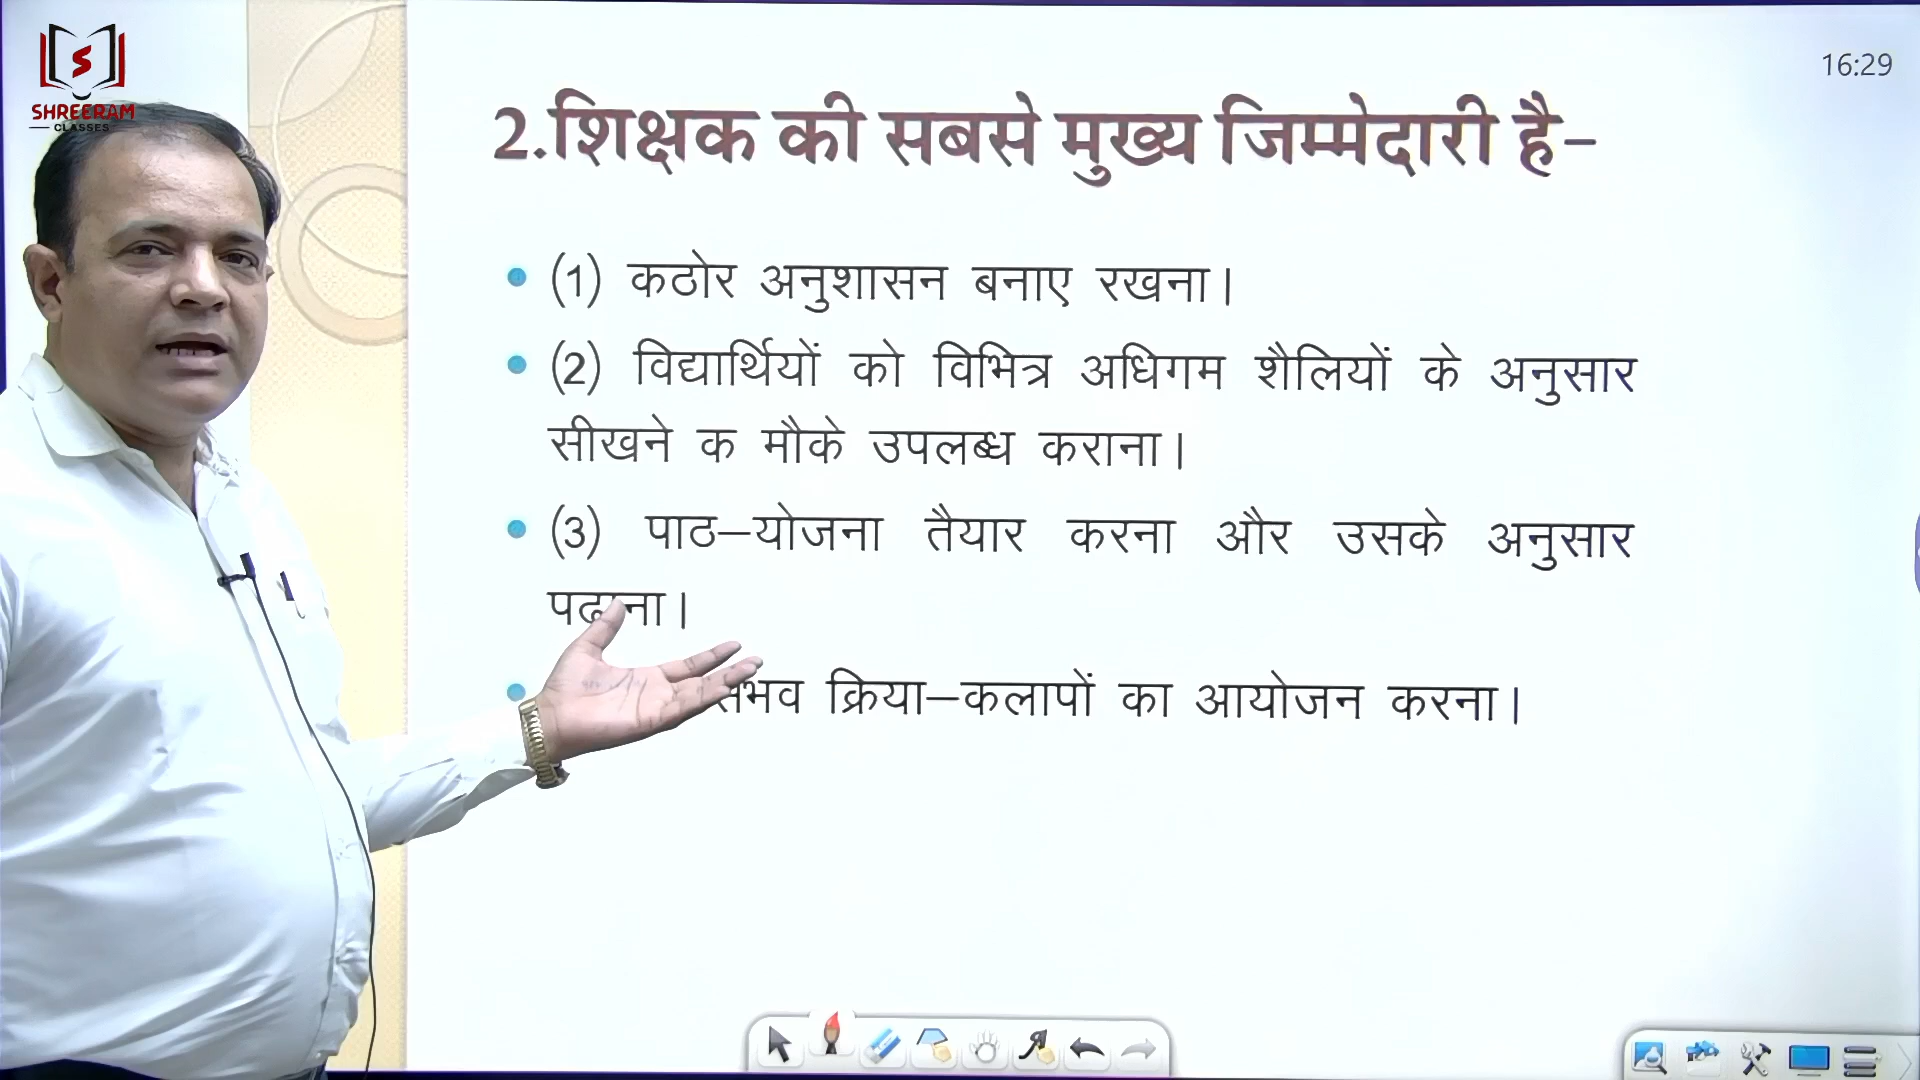 SHREERAM
CLASSES
16:29
2.शिक्षक की सबसे मुख्य जिम्मेदारी है-
(1) कठोर अनुशासन बनाए रखना।
(2) विद्यार्थियों को विभित्र अधिगम शैलियों के अनुसार
सीखने क मौके उपलब्ध कराना।
(3) पाठ–योजना तैयार करना और उसके अनुसार
पढाना।
क्रिया–कलापों का आयोजन करना।